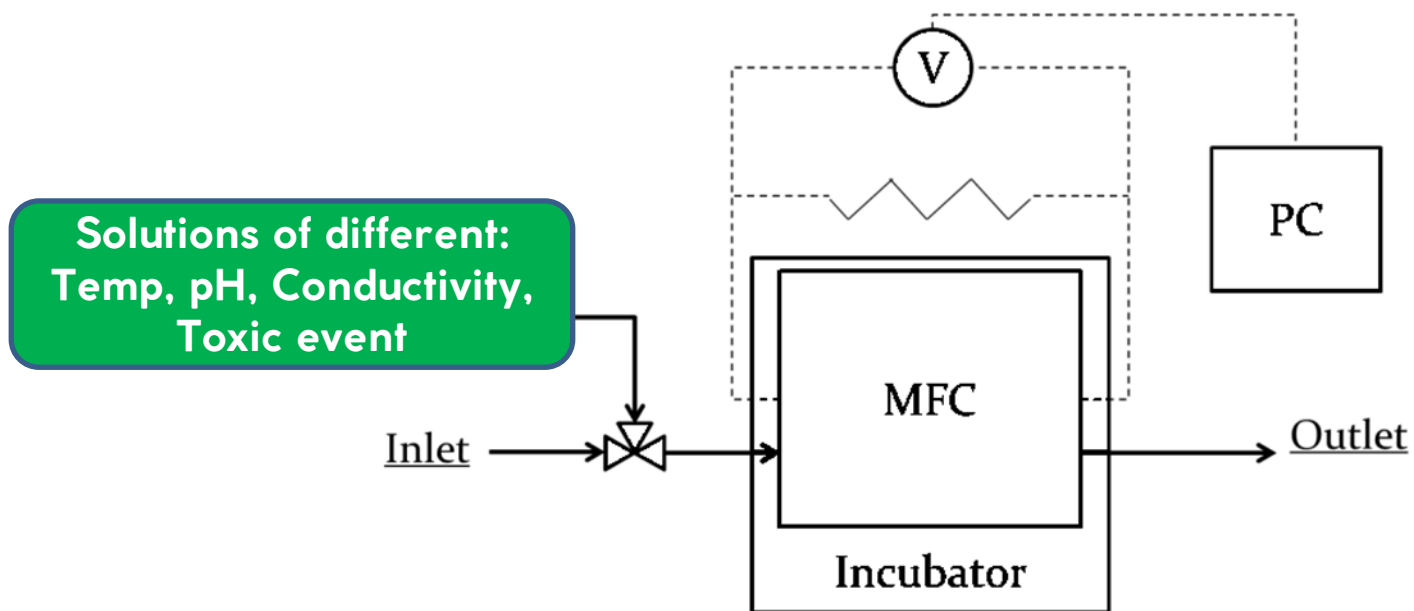 V
PC
Solutions of different:
Temp, pH, Conductivity,
Toxic event
MFC
Inlet
Outlet
Incubator